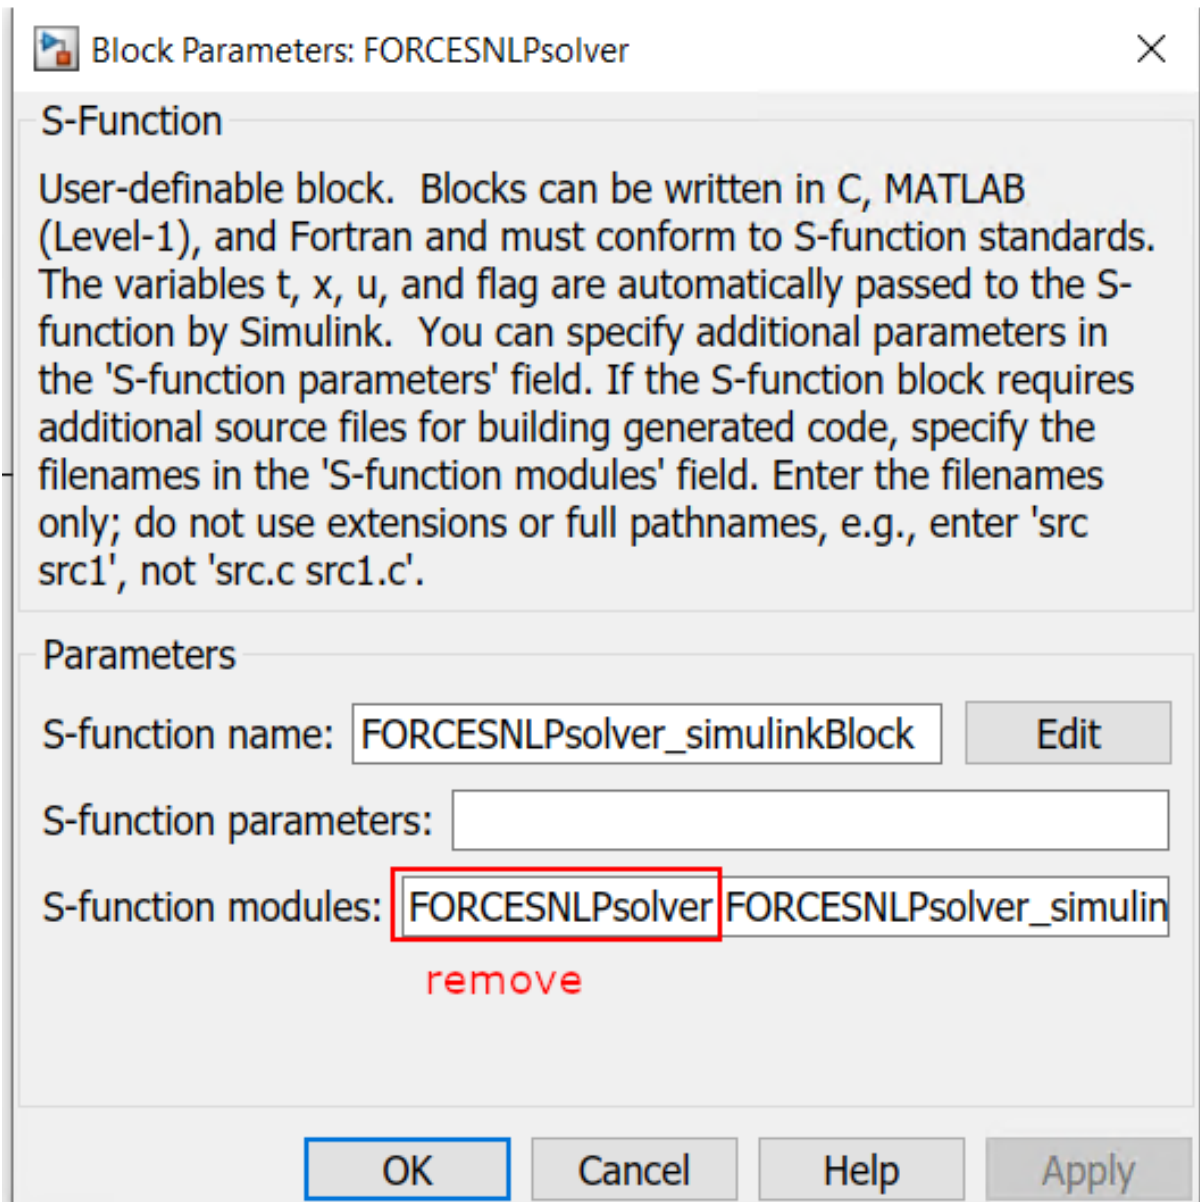 Block Parameters: FORCESNLPsolver
S-Function
User-definable block.  Blocks can be written in C, MATLAB
(Level-1), and Fortran and must conform to S-function standards.
The variables t, x, u, and flag are automatically passed to the S-
function by Simulink.  You can specify additional parameters in
the 'S-function parameters' field. If the S-function block requires
additional source files for building generated code, specify the
filenames in the 'S-function modules' field. Enter the filenames
only; do not use extensions or full pathnames, e.g., enter 'src
src1', not 'src.c src1.c'.
Parameters
S-function name: FORCESNLPsolver_simulinkBlock Edit
S-function parameters:
S-function modules: FORCESNLPsolver FORCESNLPsolver_simulin
remove
OK Cancel Help Apply